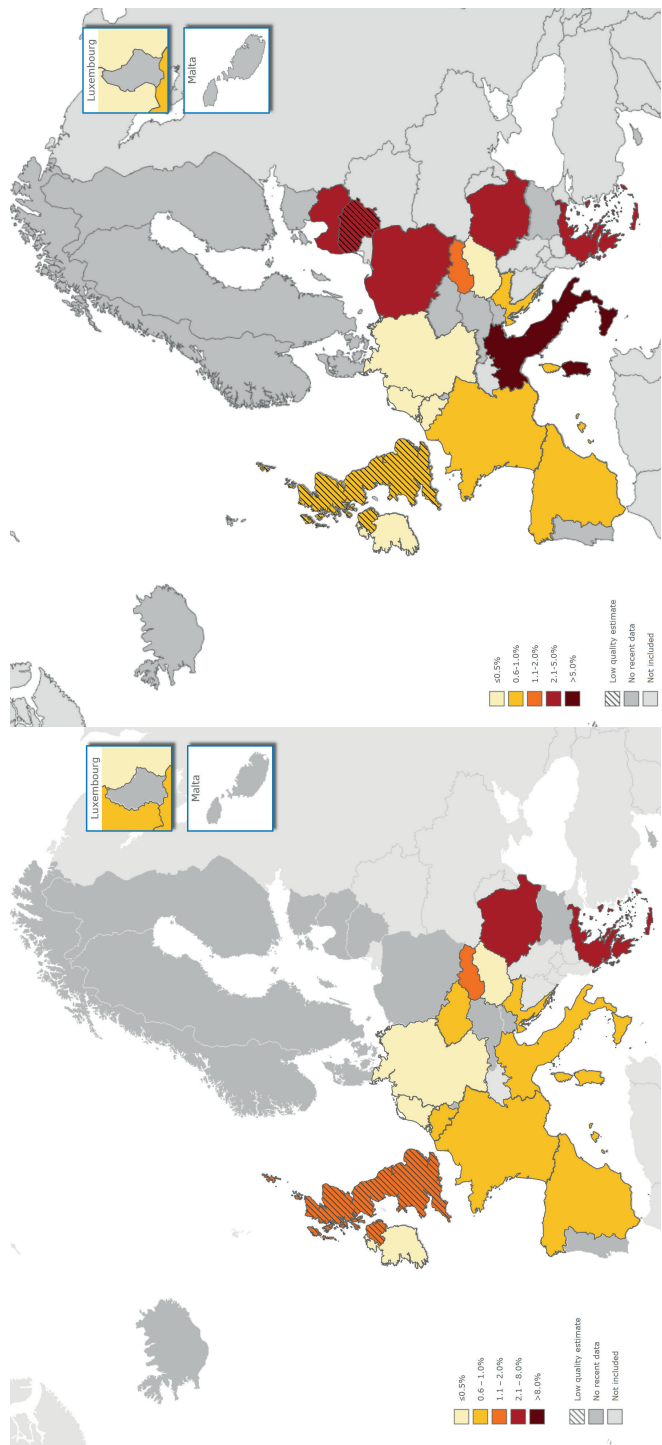 Luxembourg
Malta
≤0.5%
0.6-1.0%
1.1-2.0%
2.1-5.0%
>5.0%
Low quality estimate
No recent data
Not included
Luxembourg
Malta
≤0.5%
0.6 – 1.0%
1.1 – 2.0%
2.1 – 8.0%
>8.0%
Low quality estimate
No recent data
Not included